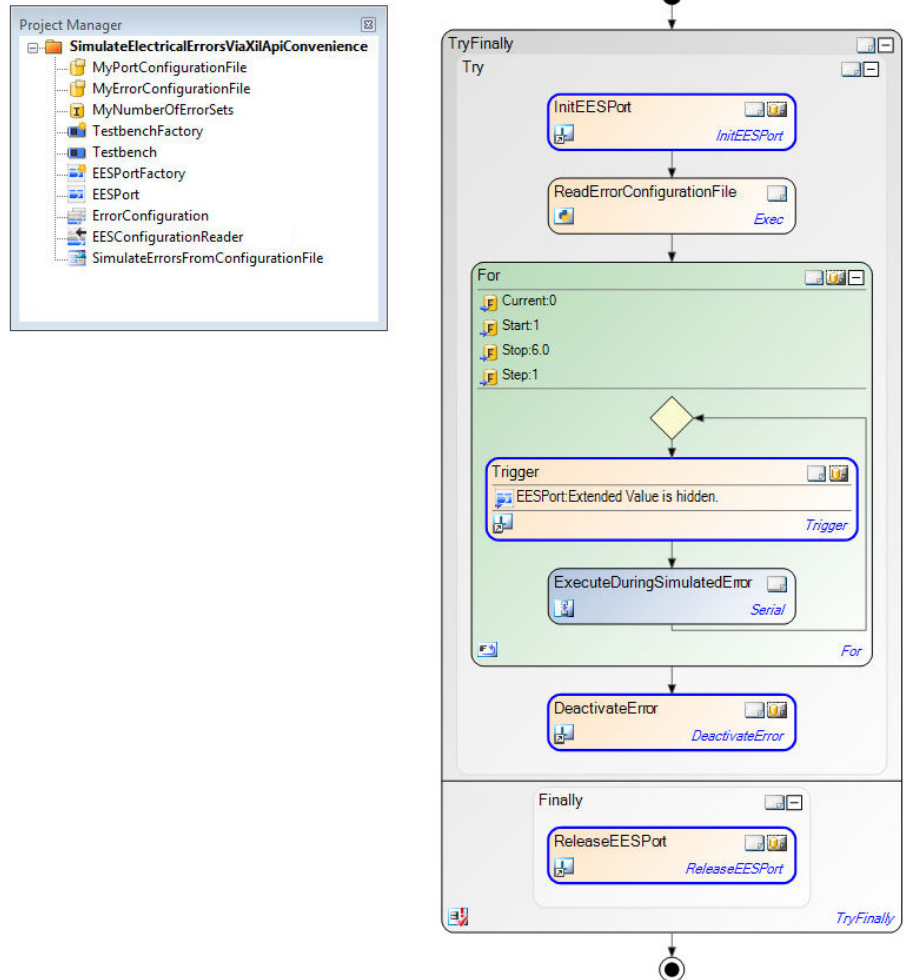 Project Manager
SimulateElectricalErrorsViaXilApiConvenience
MyPortConfigurationFile
MyErrorConfigurationFile
MyNumberOfErrorSets
TestbenchFactory
Testbench
EESPortFactory
EESPort
ErrorConfiguration
EESConfigurationReader
SimulateErrorsFromConfigurationFile
TryFinally
Try
InitEESPort
InitEESPort
ReadErrorConfigurationFile
Exec
For
Current:0
Start:1
Stop:6.0
Step:1
Trigger
EESPort:Extended Value is hidden.
Trigger
ExecuteDuringSimulatedError
Serial
For
DeactivateError
DeactivateError
Finally
ReleaseEESPort
ReleaseEESPort
TryFinally